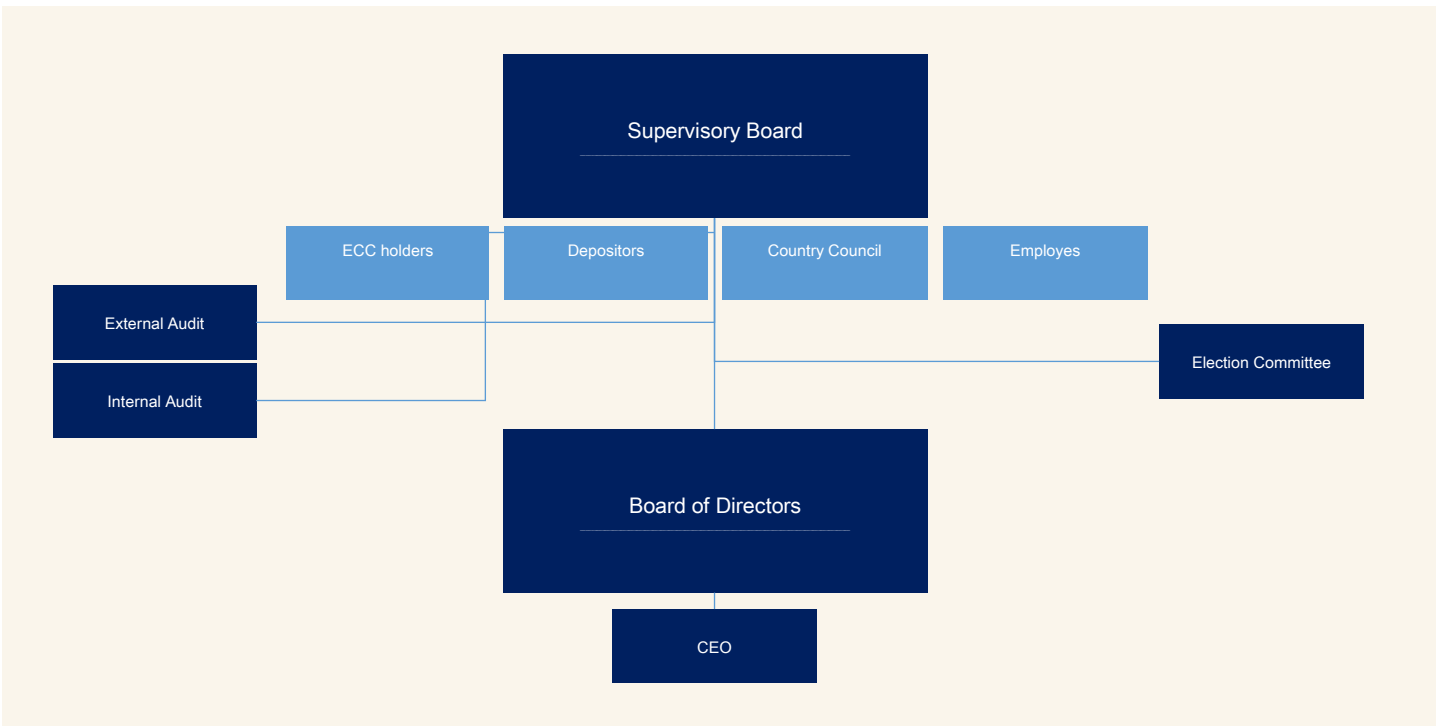 Supervisory Board
ECC holders
Depositors
Country Council
Employes
External Audit
Internal Audit
Election Committee
Board of Directors
CEO